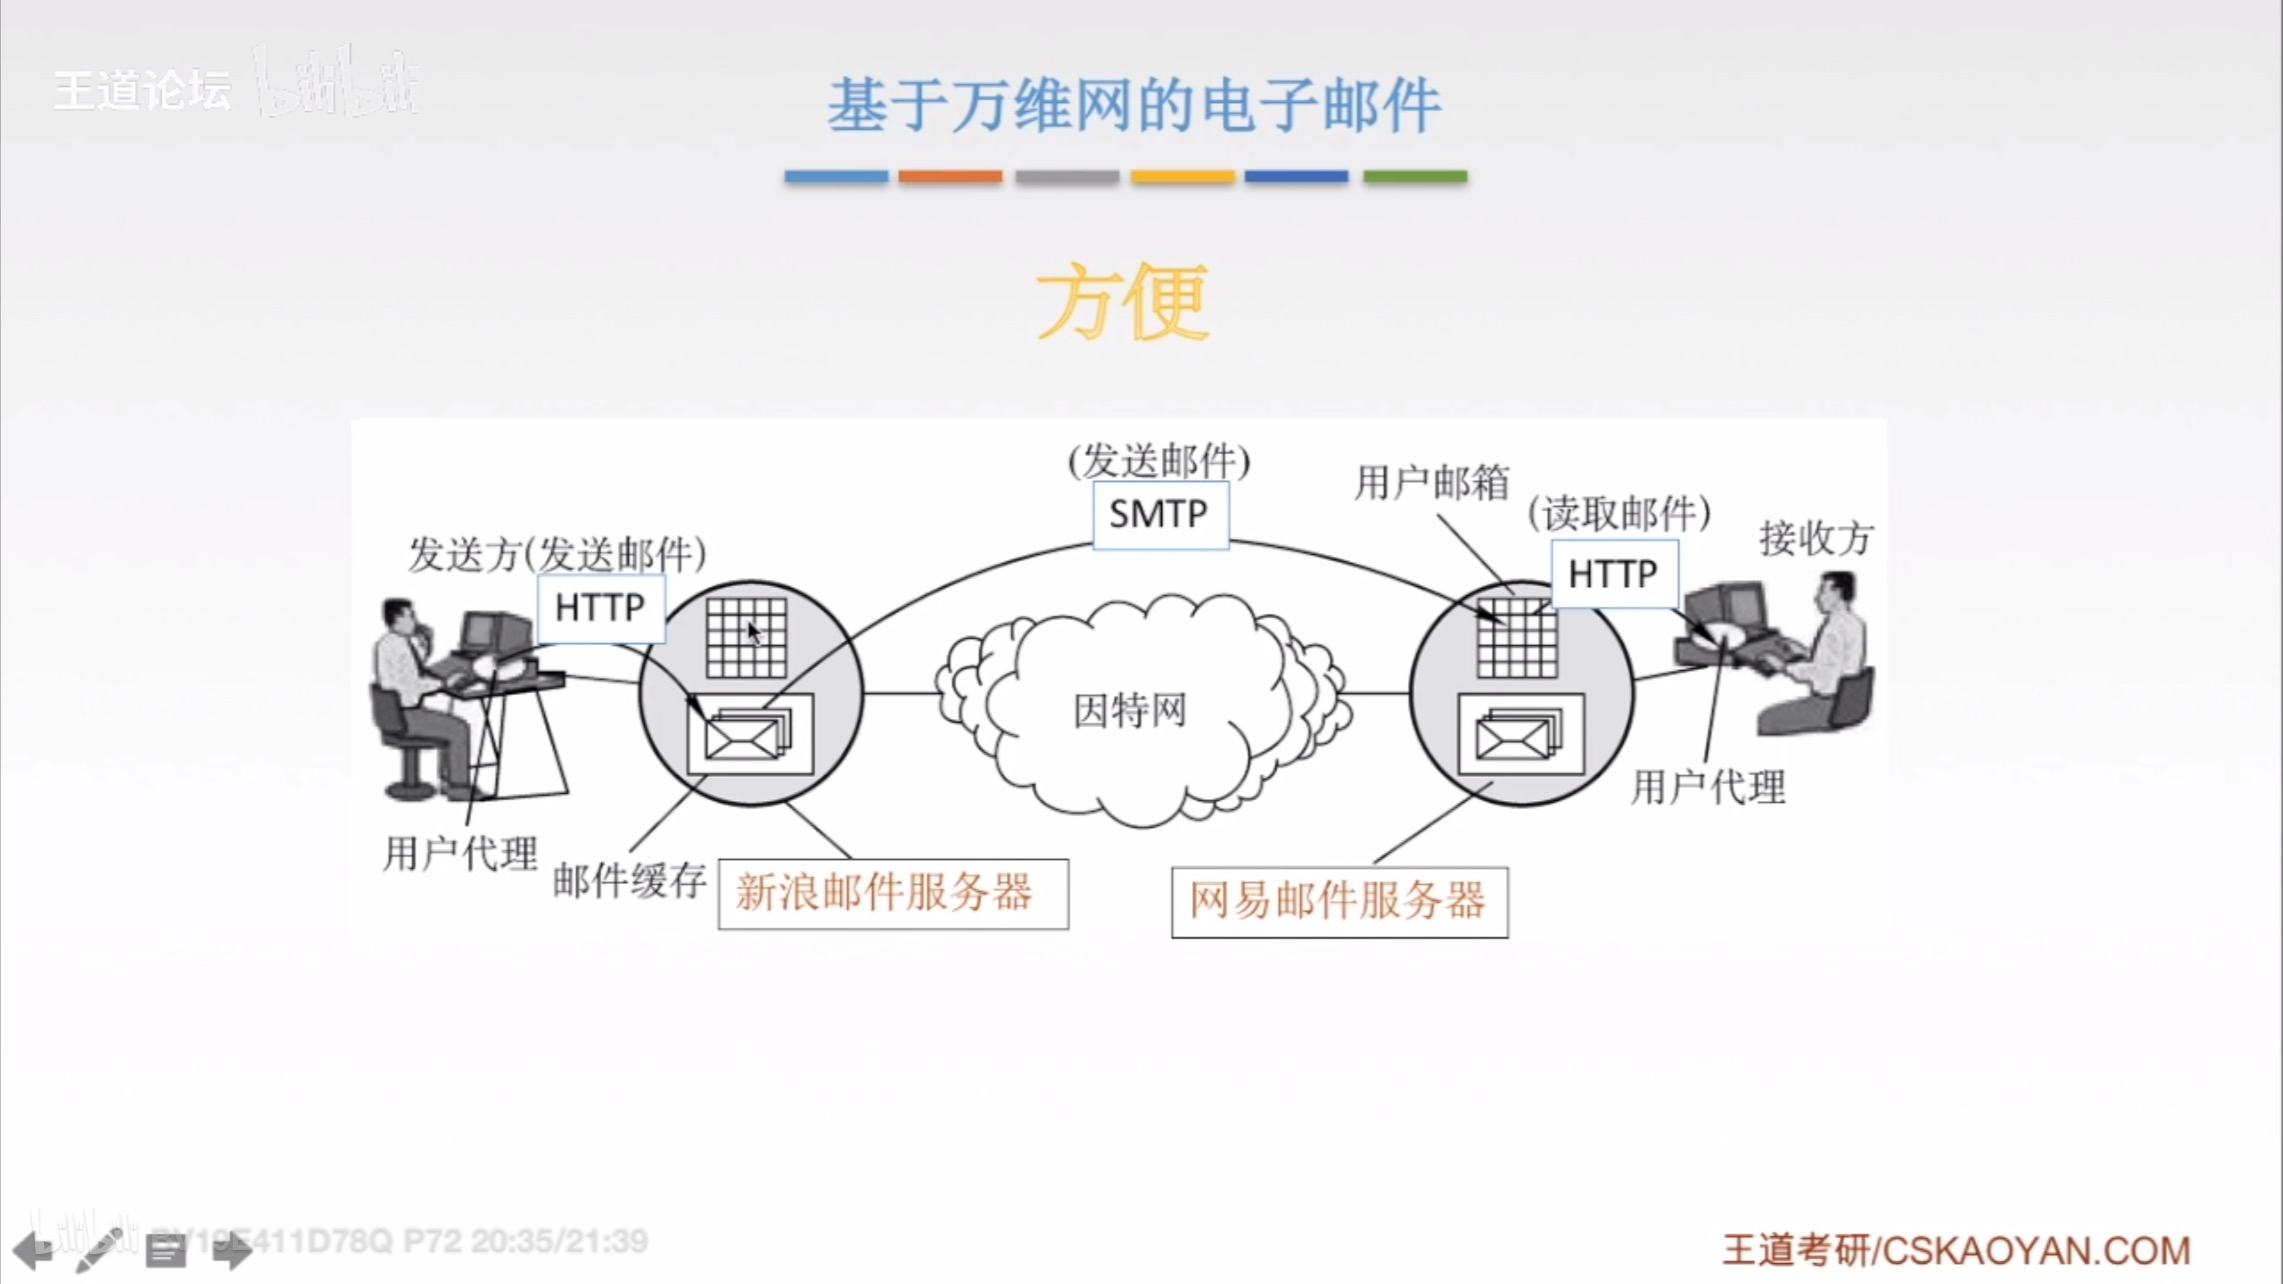 王道论坛 bilibili
基于万维网的电子邮件
方便
(发送邮件)
SMTP
用户邮箱
(读取邮件)
HTTP
接收方
发送方(发送邮件)
HTTP
因特网
用户代理
用户代理
邮件缓存
新浪邮件服务器
网易邮件服务器
bilibili BV19E411D78Q P72 20:35/21:39
王道考研/CSKAOYAN.COM